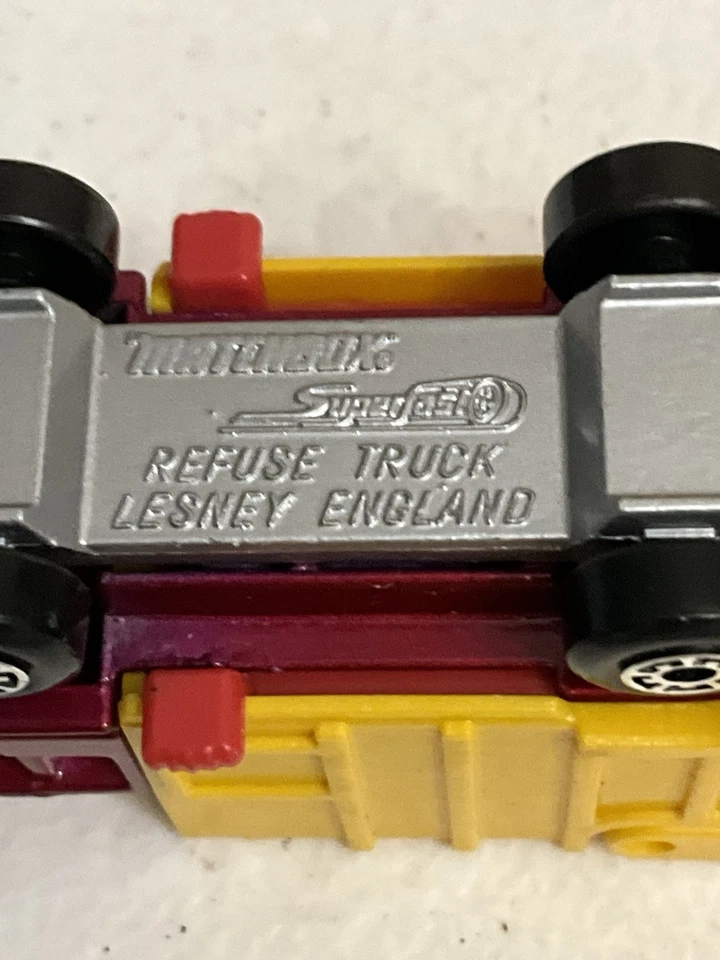 MATCHBOX®
Superfast
REFUSE TRUCK
LESNEY ENGLAND